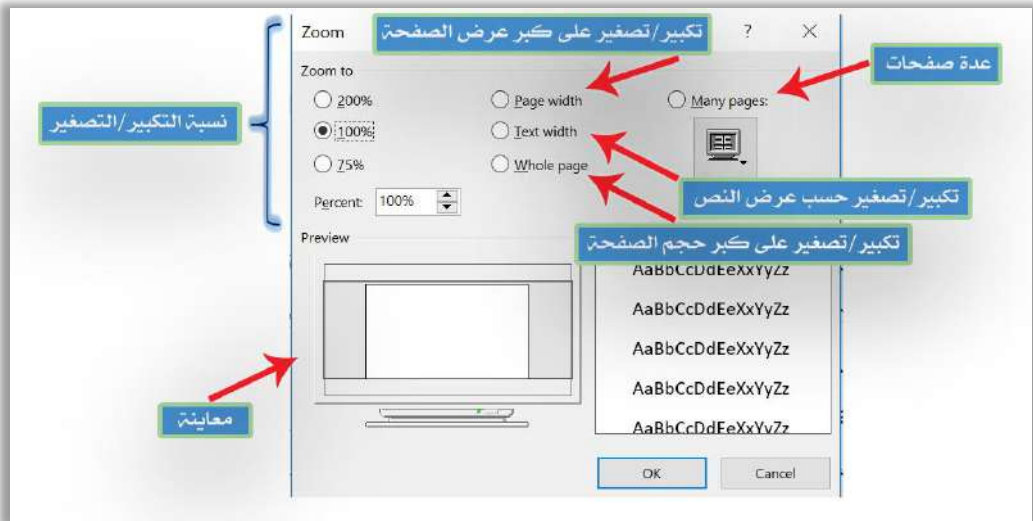 Zoom
تكبير/تصغير على كبر عرض الصفحة
?
عدة صفحات
Zoom to
200%
Page width
Many pages:
نسبة التكبير/التصغير
100%
Text width
75%
Whole page
تكبير/تصغير حسب عرض النص
Percent: 100%
تكبير/تصغير على كبر حجم الصفحة
Preview
AaBbCcDdEeXxYyZz
AaBbCcDdEeXxYyZz
AaBbCcDdEeXxYyZz
AaBbCcDdEeXxYyZz
AaBbCcDdEeXxYyZz
معاينة
OK
Cancel